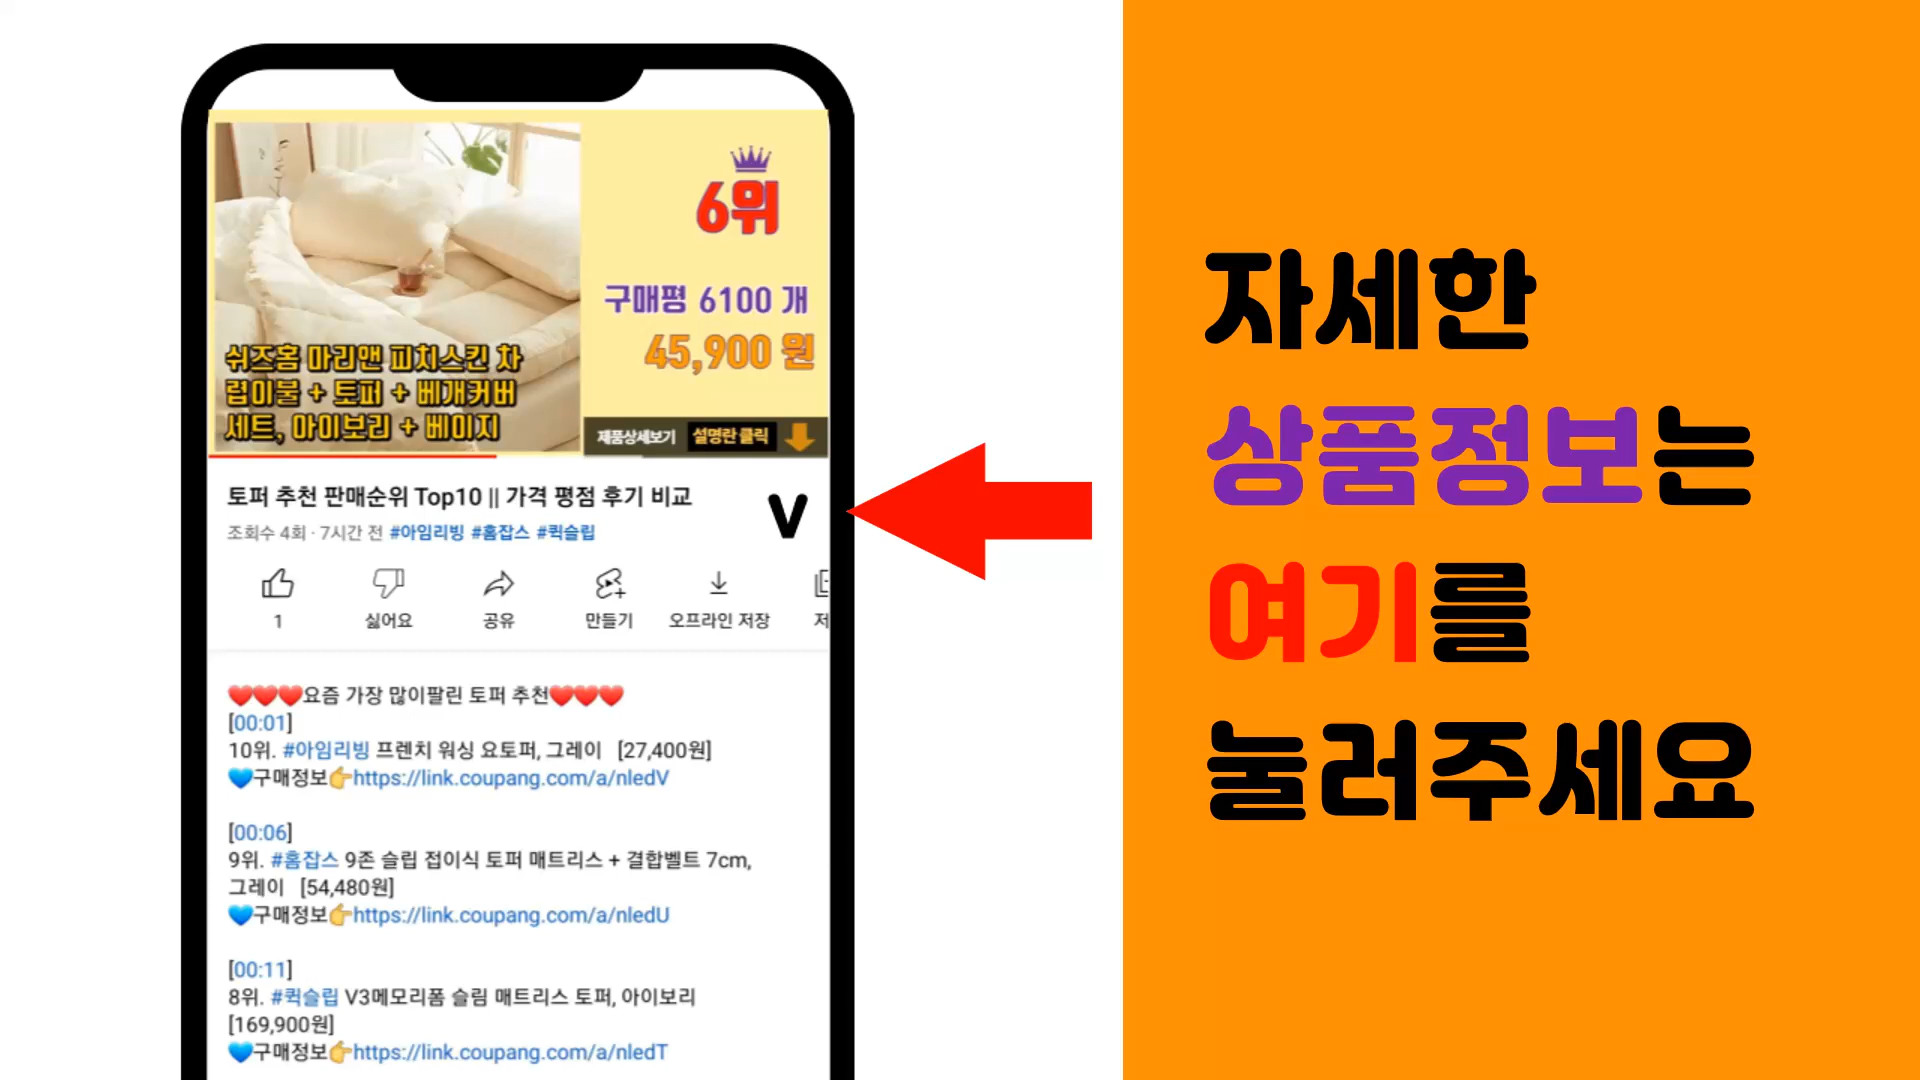 6위
구매평 6100 개
45,900 원
쉬즈홈 마리앤 피치스킨 차
렵이불 + 토퍼 + 베개커버
세트, 아이보리 + 베이지
제품상세보기 설명란 클릭
토퍼 추천 판매순위 Top10 || 가격 평점 후기 비교
V
조회수 4회 · 7시간 전 #아임리빙 #홈잡스 #퀵슬립
1
싫어요
공유
만들기
오프라인 저장
저
❤️❤️❤️요즘 가장 많이팔린 토퍼 추천❤️❤️❤️
[00:01]
10위. #아임리빙 프렌치 워싱 요토퍼, 그레이 [27,400원]
💙구매정보👉https://link.coupang.com/a/nledV
[00:06]
9위. #홈잡스 9존 슬립 접이식 토퍼 매트리스 + 결합벨트 7cm,
그레이 [54,480원]
💙구매정보👉https://link.coupang.com/a/nledU
[00:11]
8위. #퀵슬립 V3메모리폼 슬림 매트리스 토퍼, 아이보리
[169,900원]
💙구매정보👉https://link.coupang.com/a/nledT
자세한
상품정보는
여기를
눌러주세요